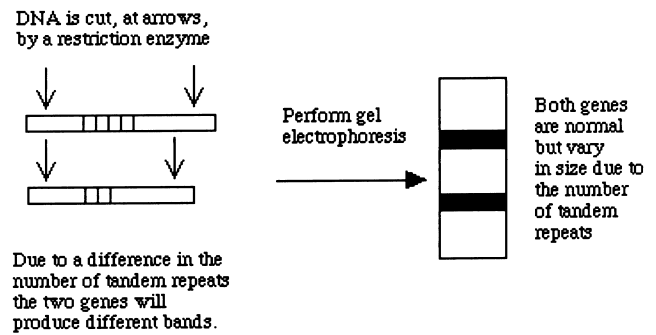 DNA is cut, at arrows,
by a restriction enzyme
Perform gel
electrophoresis
Both genes
are normal
but vary
in size due to
the number
of tandem
repeats
Due to a difference in the
number of tandem repeats
the two genes will
produce different bands.